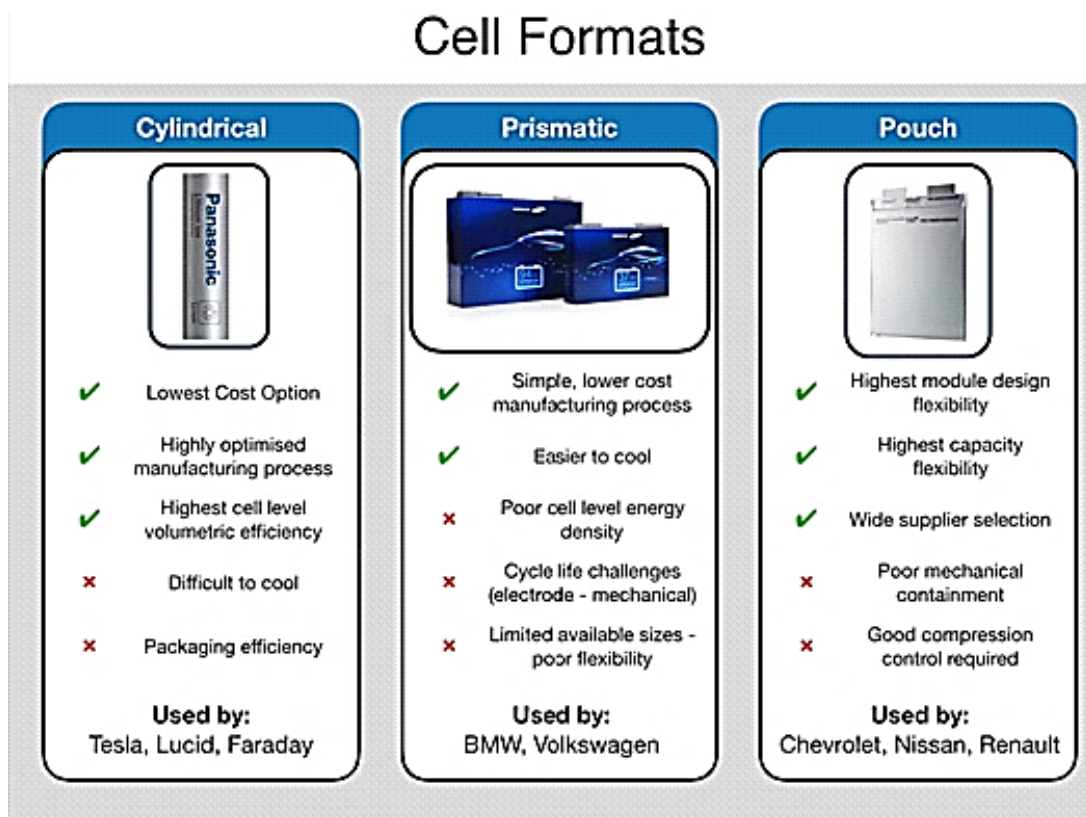 Cell Formats
Cylindrical
Panasonic
Lowest Cost Option
Highly optimised
manufacturing process
Highest cell level
volumetric efficiency
Difficult to cool
Packaging efficiency
Used by:
Tesla, Lucid, Faraday
Prismatic
Simple, lower cost
manufacturing process
Easier to cool
Poor cell level energy
density
Cycle life challenges
(electrode - mechanical)
Limited available sizes -
poor flexibility
Used by:
BMW, Volkswagen
Pouch
Highest module design
flexibility
Highest capacity
flexibility
Wide supplier selection
Poor mechanical
containment
Good compression
control required
Used by:
Chevrolet, Nissan, Renault